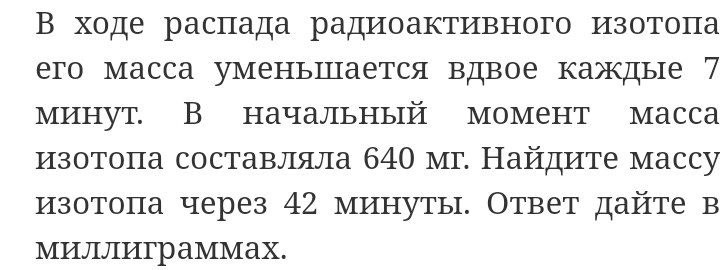 В ходе распада радиоактивного изотопа
его масса уменьшается вдвое каждые 7
минут. В начальный момент масса
изотопа составляла 640 мг. Найдите массу
изотопа через 42 минуты. Ответ дайте в
миллиграммах.